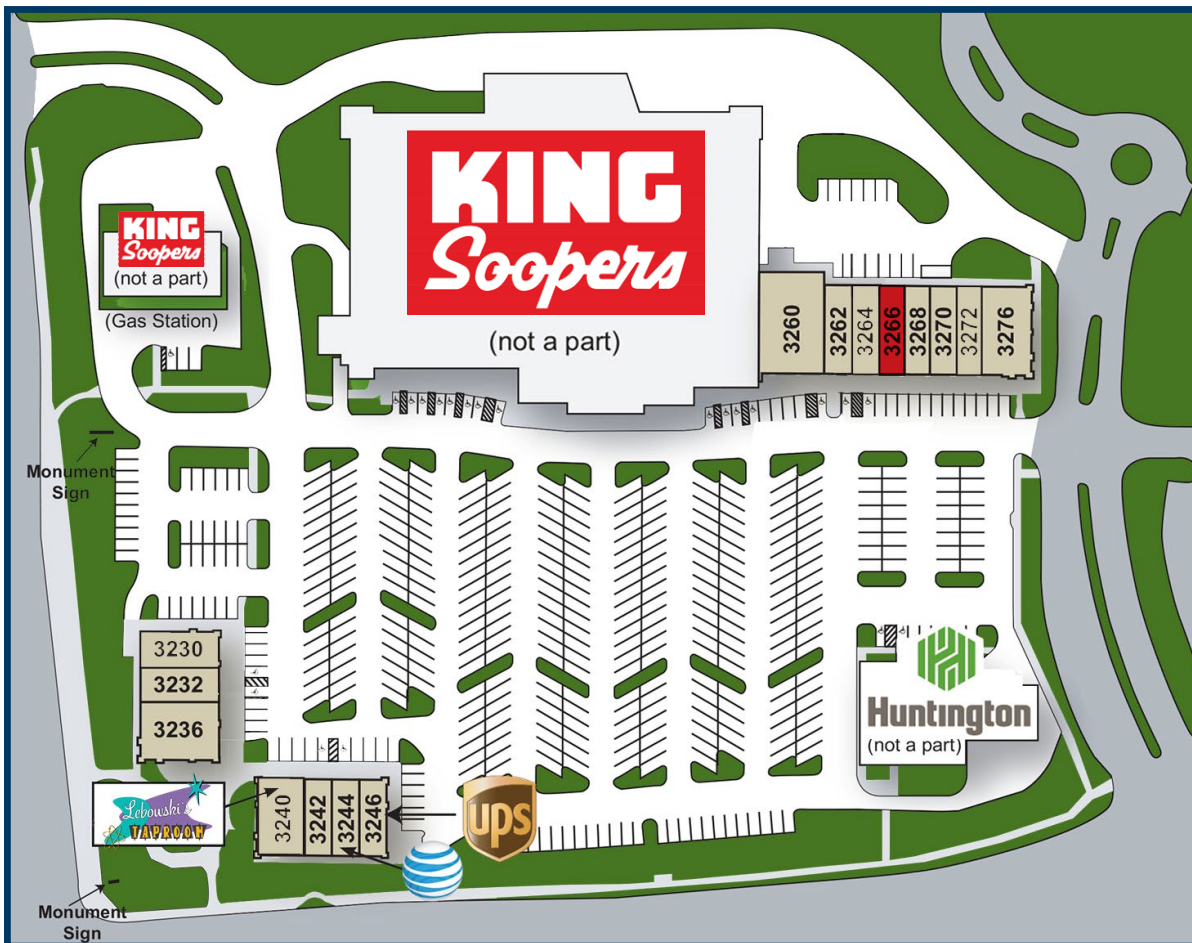 KING
Soopers
(not a part)
KING
Soopers
(not a part)
(Gas Station)
3260
3262
3264
3266
3268
3270
3272
3276
Monument
Sign
3230
3232
3236
Huntington
(not a part)
Lebowski's
TAPROOM
3240
3242
3244
3246
ups
Monument
Sign